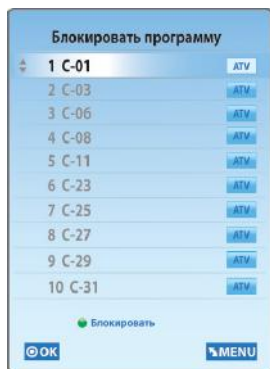 Блокировать программу
1 C-01 ATV
2 C-03 ATV
3 C-06 ATV
4 C-08 ATV
5 C-11 ATV
6 C-23 ATV
7 C-25 ATV
8 C-27 ATV
9 C-29 ATV
10 C-31 ATV
Блокировать
OK MENU